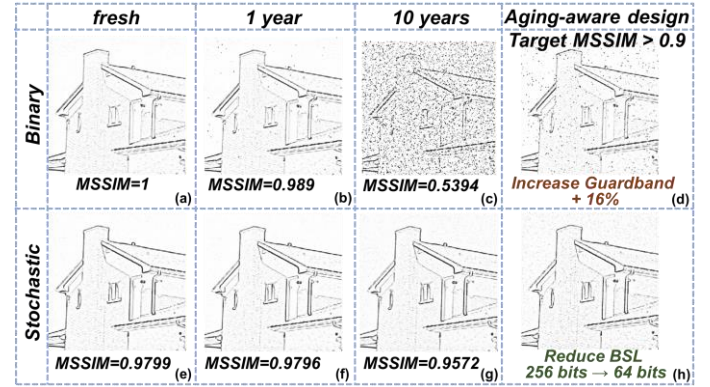 fresh 1 year 10 years Aging-aware design
Target MSSIM > 0.9
Binary
MSSIM=1 (a) MSSIM=0.989 (b) MSSIM=0.5394 (c) Increase Guardband
+ 16% (d)
Stochastic
MSSIM=0.9799 (e) MSSIM=0.9796 (f) MSSIM=0.9572 (g) Reduce BSL
256 bits → 64 bits (h)